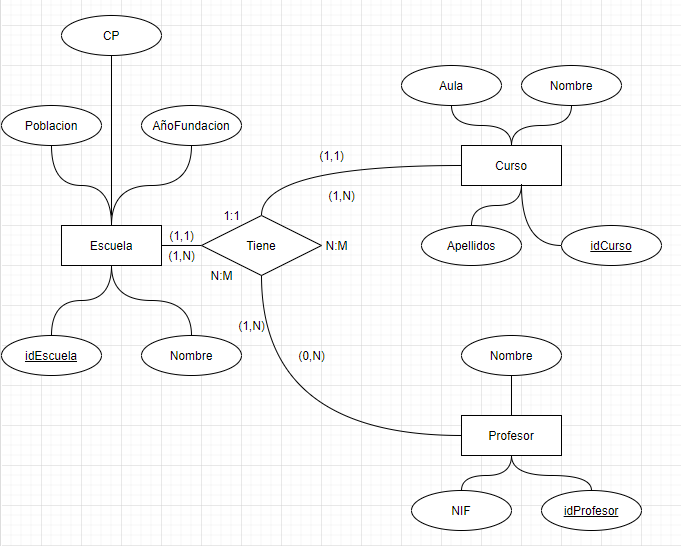 CP
Aula
Nombre
Poblacion
AñoFundacion
(1,1)
Curso
(1,N)
1:1
(1,1)
Escuela
Tiene
N:M
Apellidos
idCurso
(1,N)
N:M
(1,N)
(0,N)
idEscuela
Nombre
Nombre
Profesor
NIF
idProfesor